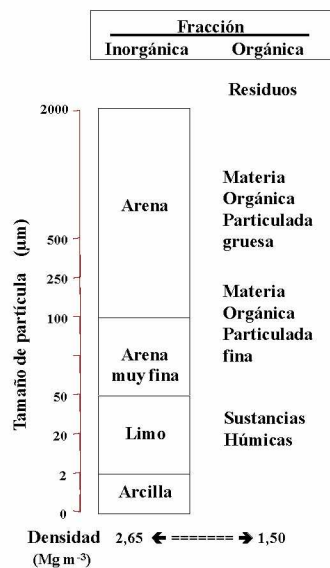 Fracción
Inorgánica Orgánica
Residuos
2000
Materia
Orgánica
Particulada
gruesa
Arena
500
250
Materia
Orgánica
Particulada
fina
100
Arena
muy fina
50
Sustancias
Húmicas
Limo
20
2
Arcilla
0
Tamaño de partícula (µm)
Densidad 2,65 ← ======= → 1,50
(Mg m-3)